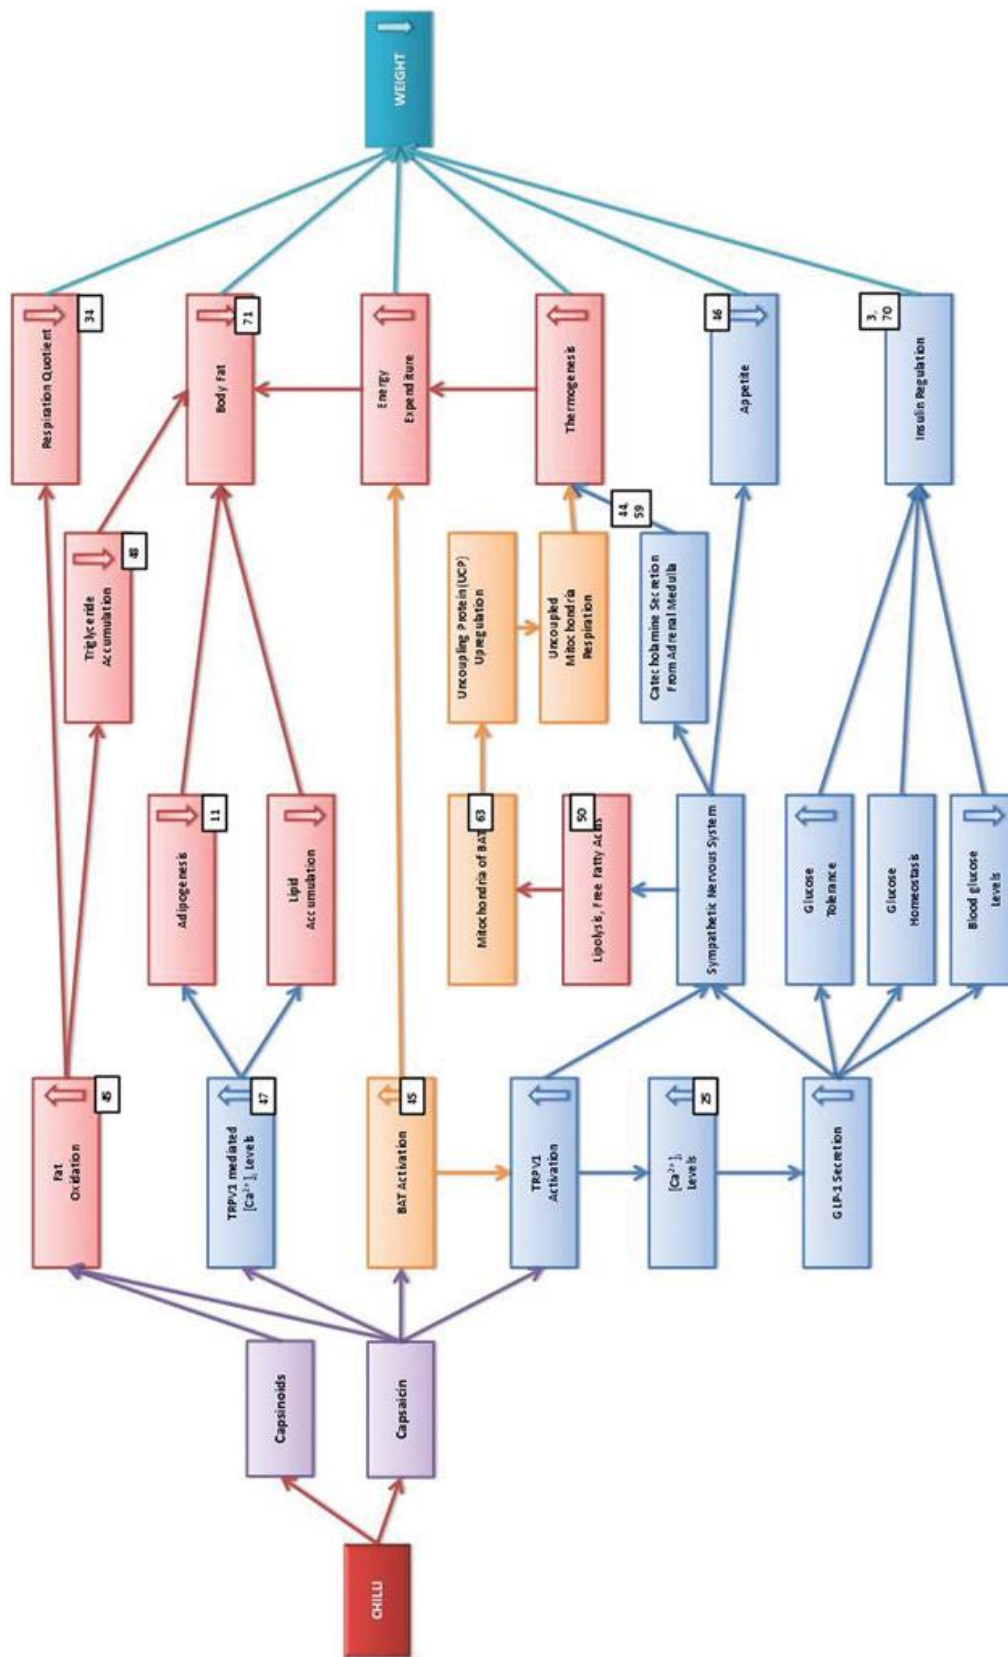 CHILLI
Capsinoids
Capsaicin
Fat
Oxidation
45
TRPV1 mediated
[Ca²⁺]ᵢ Levels
47
BAT Activation
45
TRPV1
Activation
[Ca²⁺]ᵢ
Levels
25
GLP-1 Secretion
Adipogenesis
11
Lipid
Accumulation
Mitochondria of BAT
63
Lipolysis, Free Fatty Acids
50
Sympathetic Nervous System
Glucose
Tolerance
Glucose
Homeostasis
Blood glucose
Levels
Triglyceride
Accumulation
48
Uncoupling Protein(UCP)
Upregulation
Uncoupled
Mitochondria
Respiration
Catecholamine Secretion
From Adrenal Medulla
44,
59
Respiration Quotient
34
Body Fat
71
Energy
Expenditure
Thermogenesis
Appetite
46
Insulin Regulation
3,
70
WEIGHT